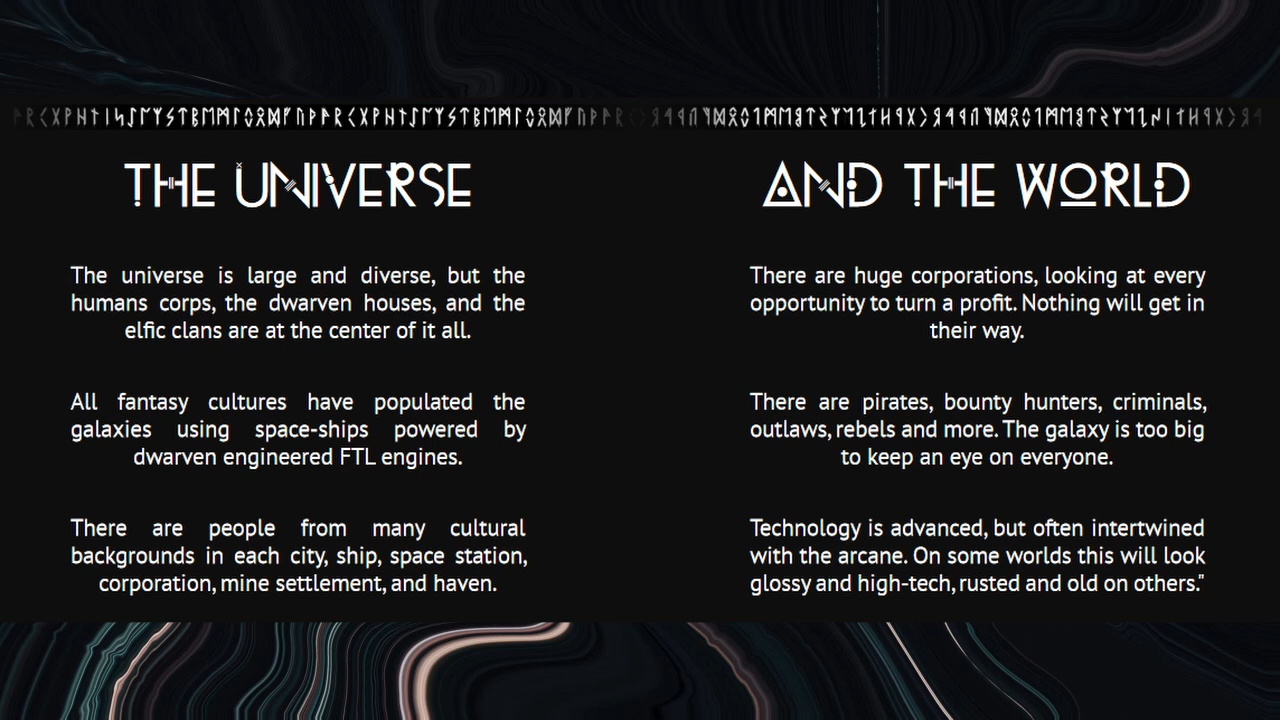 THE UNIVERSE
The universe is large and diverse, but the
humans corps, the dwarven houses, and the
elfic clans are at the center of it all.
All fantasy cultures have populated the
galaxies using space-ships powered by
dwarven engineered FTL engines.
There are people from many cultural
backgrounds in each city, ship, space station,
corporation, mine settlement, and haven.
AND THE WORLD
There are huge corporations, looking at every
opportunity to turn a profit. Nothing will get in
their way.
There are pirates, bounty hunters, criminals,
outlaws, rebels and more. The galaxy is too big
to keep an eye on everyone.
Technology is advanced, but often intertwined
with the arcane. On some worlds this will look
glossy and high-tech, rusted and old on others."